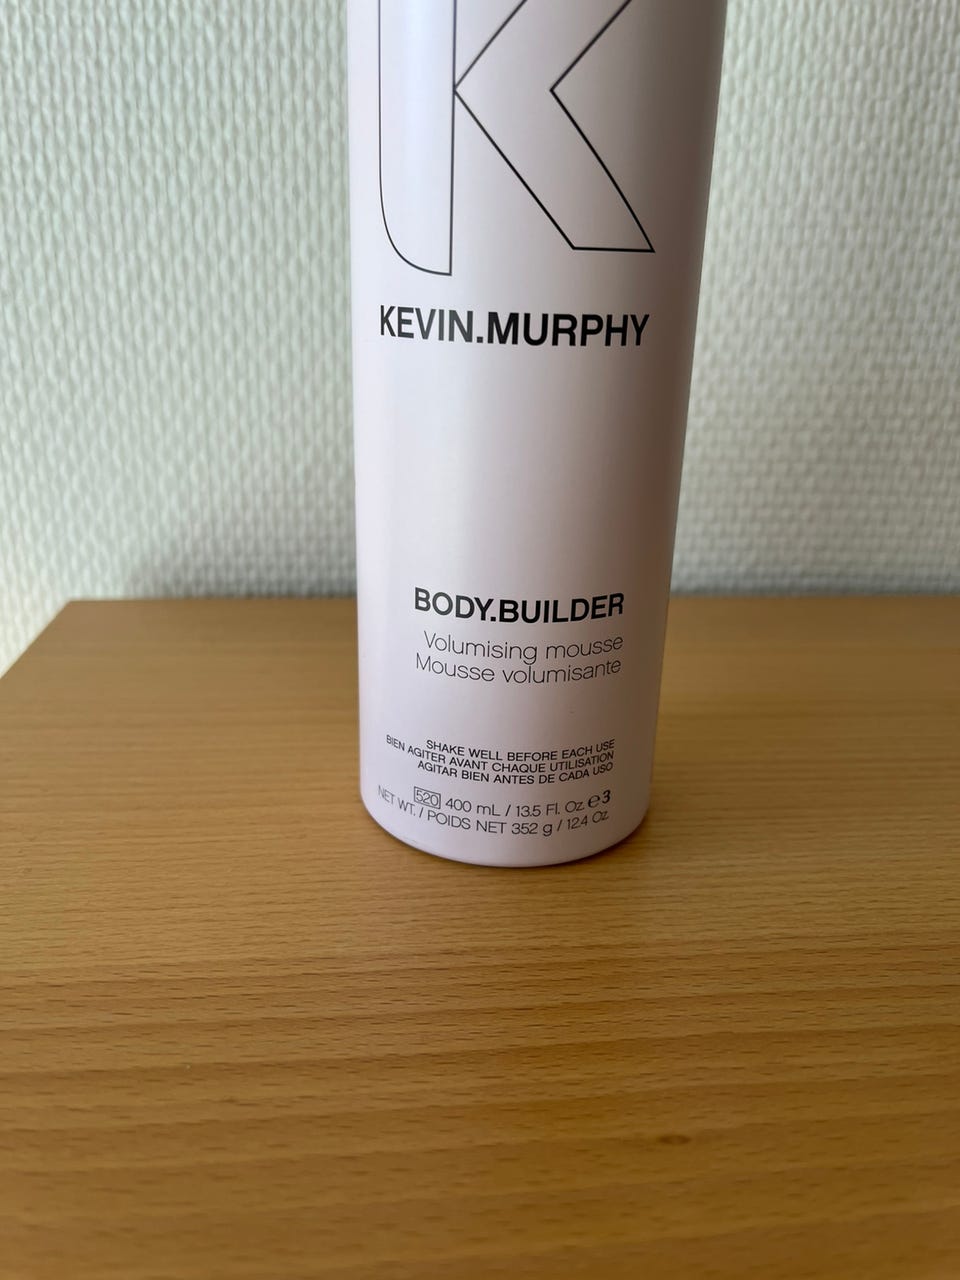 K
KEVIN.MURPHY
BODY.BUILDER
Volumising mousse
Mousse volumisante
SHAKE WELL BEFORE EACH USE
BIEN AGITER AVANT CHAQUE UTILISATION
AGITAR BIEN ANTES DE CADA USO
520 400 mL / 13.5 Fl. Oz. ℮3
NET WT. / POIDS NET 352 g / 12.4 Oz.